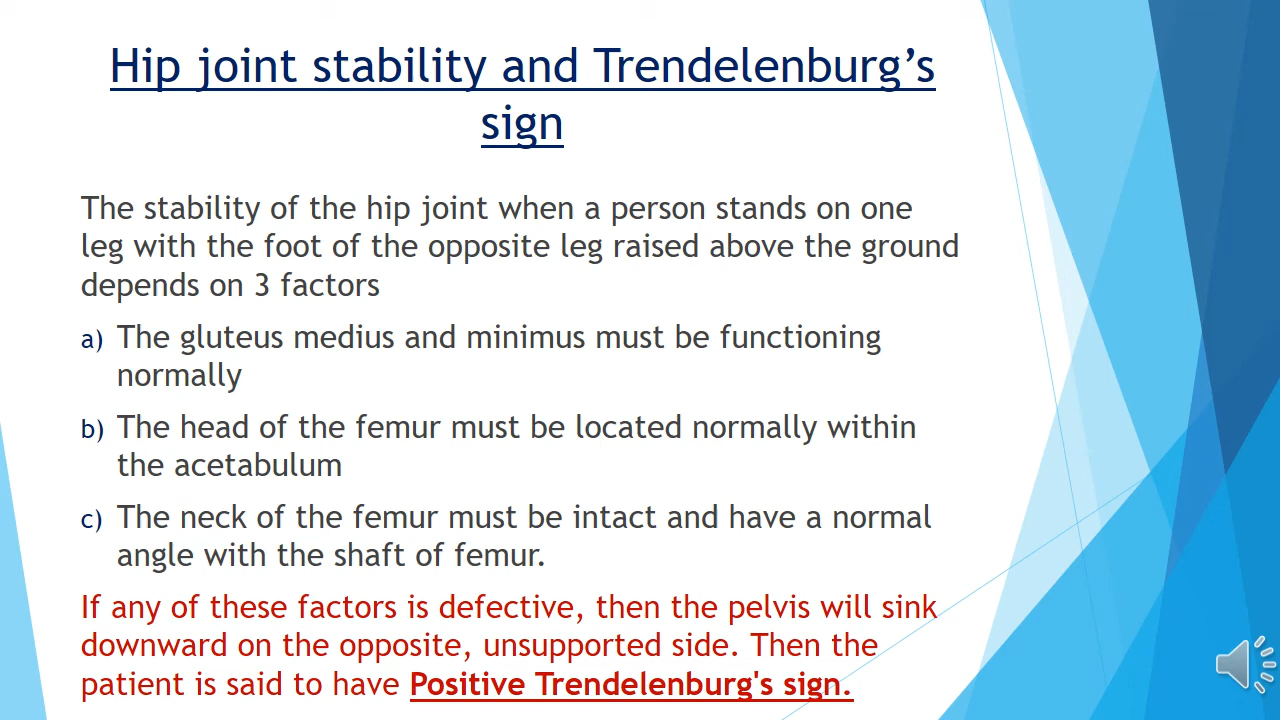 Hip joint stability and Trendelenburg’s
sign
The stability of the hip joint when a person stands on one
leg with the foot of the opposite leg raised above the ground
depends on 3 factors
a) The gluteus medius and minimus must be functioning
normally
b) The head of the femur must be located normally within
the acetabulum
c) The neck of the femur must be intact and have a normal
angle with the shaft of femur.
If any of these factors is defective, then the pelvis will sink
downward on the opposite, unsupported side. Then the
patient is said to have Positive Trendelenburg's sign.